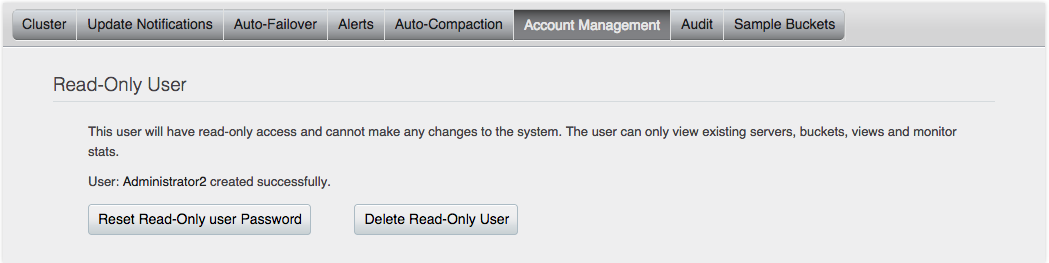 Cluster Update Notifications Auto-Failover Alerts Auto-Compaction Account Management Audit Sample Buckets
Read-Only User
This user will have read-only access and cannot make any changes to the system. The user can only view existing servers, buckets, views and monitor
stats.
User: Administrator2 created successfully.
Reset Read-Only user Password Delete Read-Only User